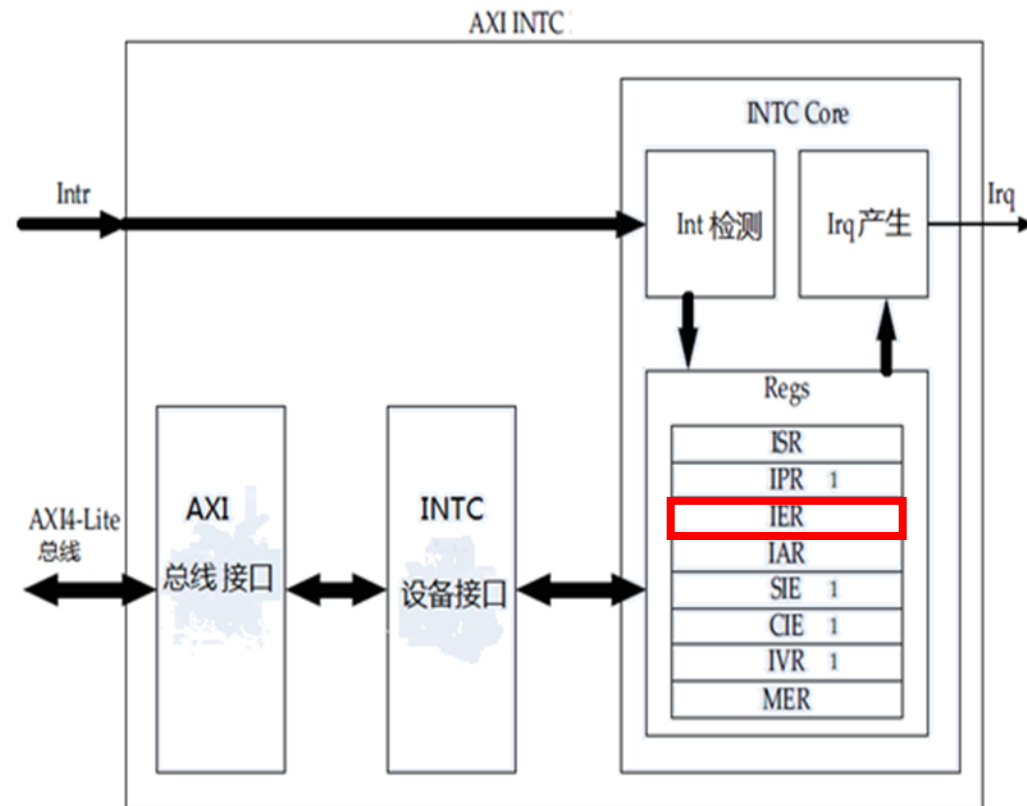 AXI INTC
INTC Core
Intr
Int 检测
Irq 产生
Irq
Regs
ISR
IPR 1
IER
IAR
SIE 1
CIE 1
IVR 1
MER
AXI4-Lite
总线
AXI
总线接口
INTC
设备接口